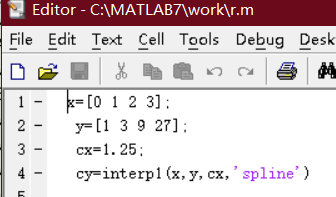 Editor - C:\MATLAB7\work\r.m
File Edit Text Cell Tools Debug Desk
1 - x=[0 1 2 3];
2 - y=[1 3 9 27];
3 - cx=1.25;
4 - cy=interp1(x,y,cx,'spline')
5